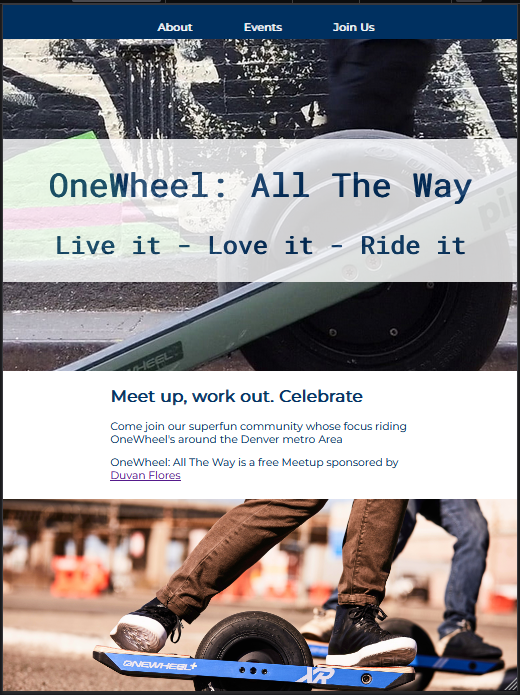 About Events Join Us
OneWheel: All The Way
Live it - Love it - Ride it
Meet up, work out. Celebrate
Come join our superfun community whose focus riding
OneWheel's around the Denver metro Area
OneWheel: All The Way is a free Meetup sponsored by
Duvan Flores
ONEWHEEL+
XR